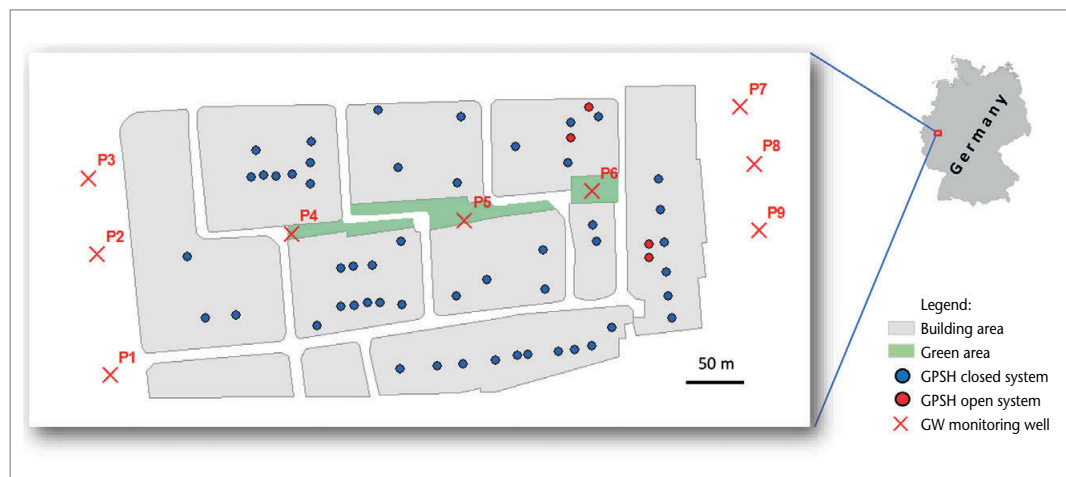 P7
P3
P8
P6
P5
P4
P9
P2
P1
50 m
Germany
Legend:
Building area
Green area
GPSH closed system
GPSH open system
GW monitoring well